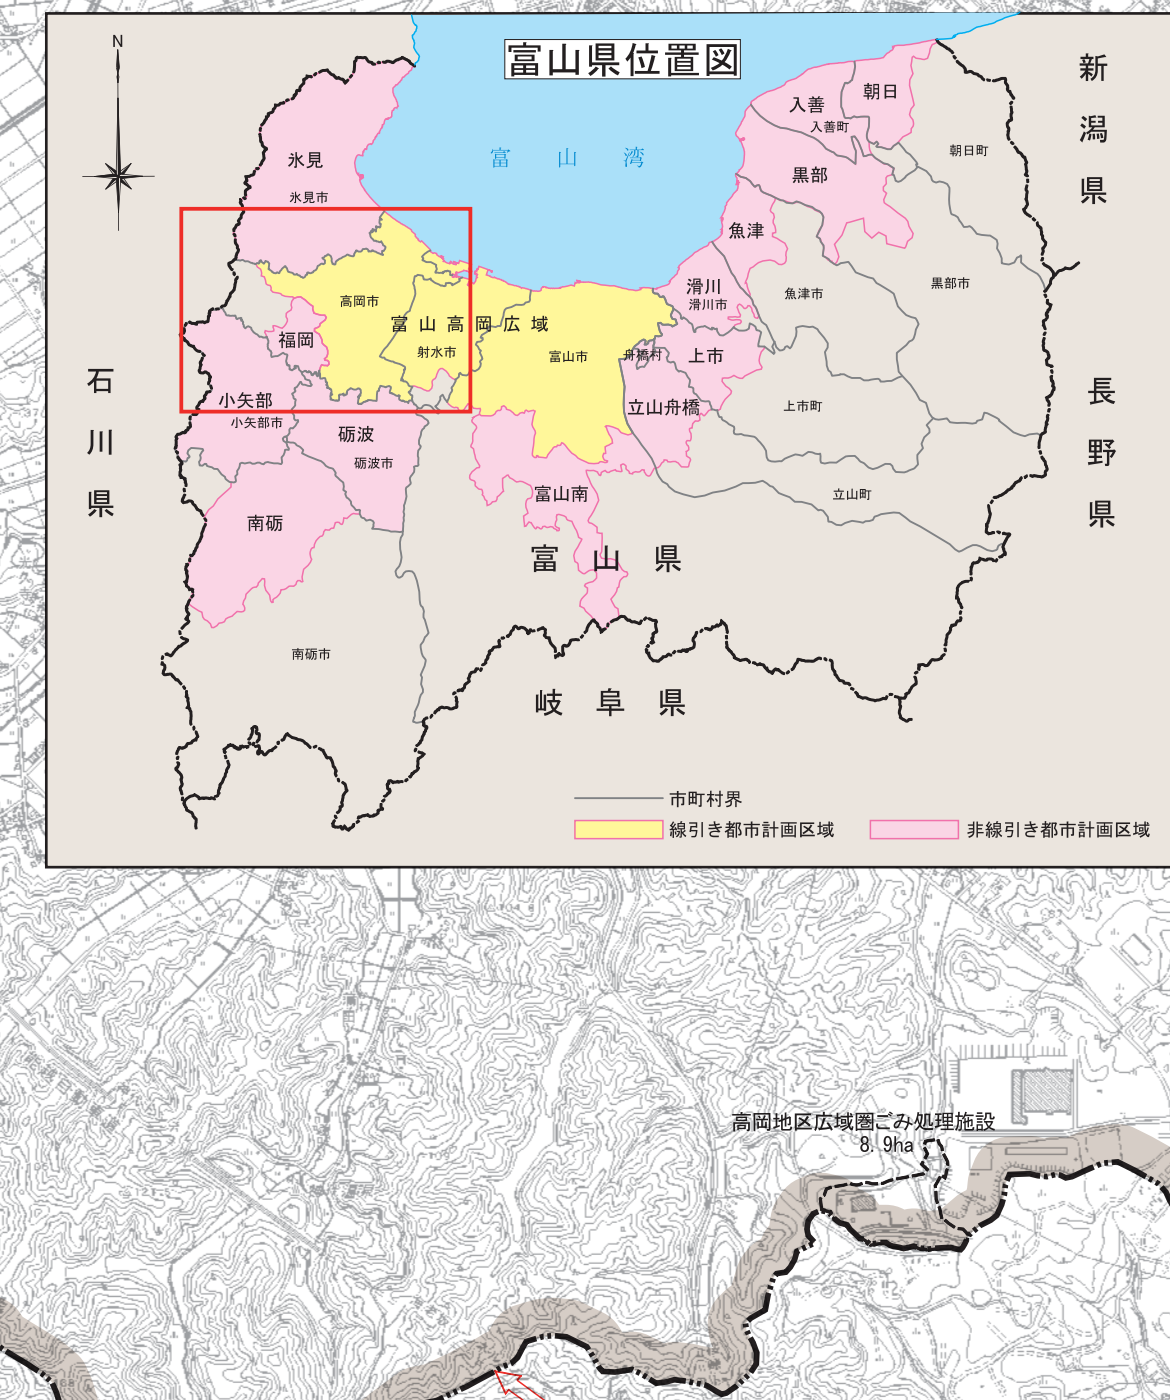 富山県位置図
N
新潟県
朝日
入善
入善町
朝日町
富山湾
氷見
氷見市
黒部
魚津
黒部市
滑川
滑川市
魚津市
高岡市
富山高岡広域
福岡
射水市
富山市
舟橋村
上市
石川県
長野県
小矢部
小矢部市
立山舟橋
上市町
砺波
砺波市
富山南
立山町
南砺
富山県
南砺市
岐阜県
市町村界
線引き都市計画区域
非線引き都市計画区域
高岡地区広域圏ごみ処理施設
8.9ha